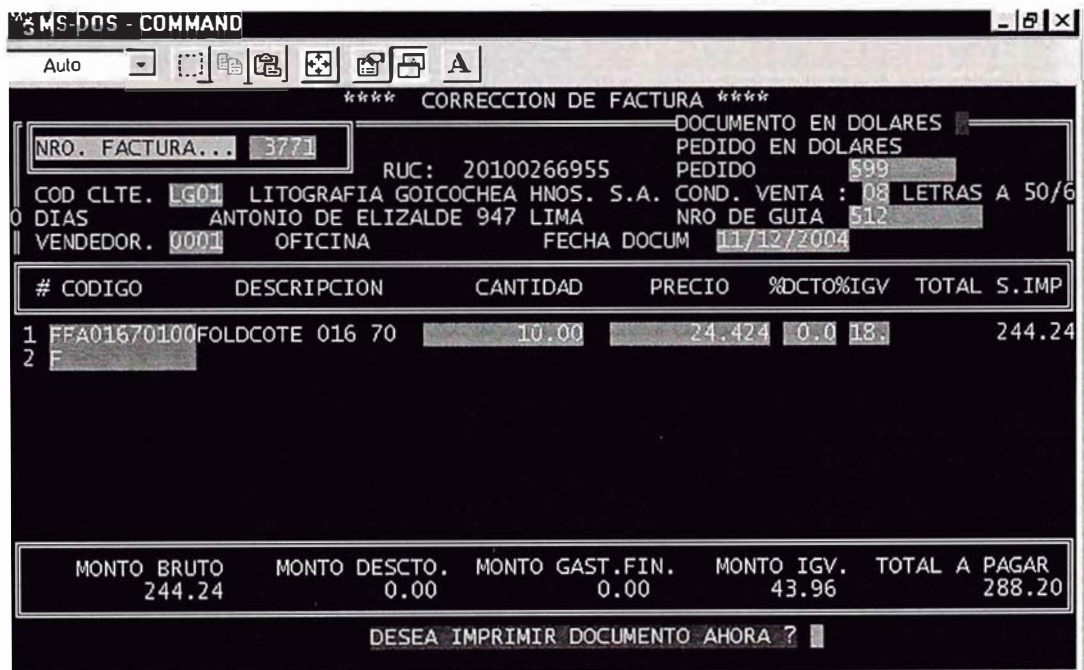 MS-DOS - COMMAND
Auto
A
**** CORRECCION DE FACTURA ****
DOCUMENTO EN DOLARES
NRO. FACTURA... 3771 PEDIDO EN DOLARES
RUC: 20100266955 PEDIDO 599
COD CLTE. LG01 LITOGRAFIA GOICOCHEA HNOS. S.A. COND. VENTA : 08 LETRAS A 50/6
0 DIAS ANTONIO DE ELIZALDE 947 LIMA NRO DE GUIA 512
VENDEDOR. 0001 OFICINA FECHA DOCUM 11/12/2004
# CODIGO DESCRIPCION CANTIDAD PRECIO %DCTO%IGV TOTAL S.IMP
1 FFA01670100FOLDCOTE 016 70 10.00 24.424 0.0 18. 244.24
2 F
MONTO BRUTO MONTO DESCTO. MONTO GAST.FIN. MONTO IGV. TOTAL A PAGAR
244.24 0.00 0.00 43.96 288.20
DESEA IMPRIMIR DOCUMENTO AHORA ?